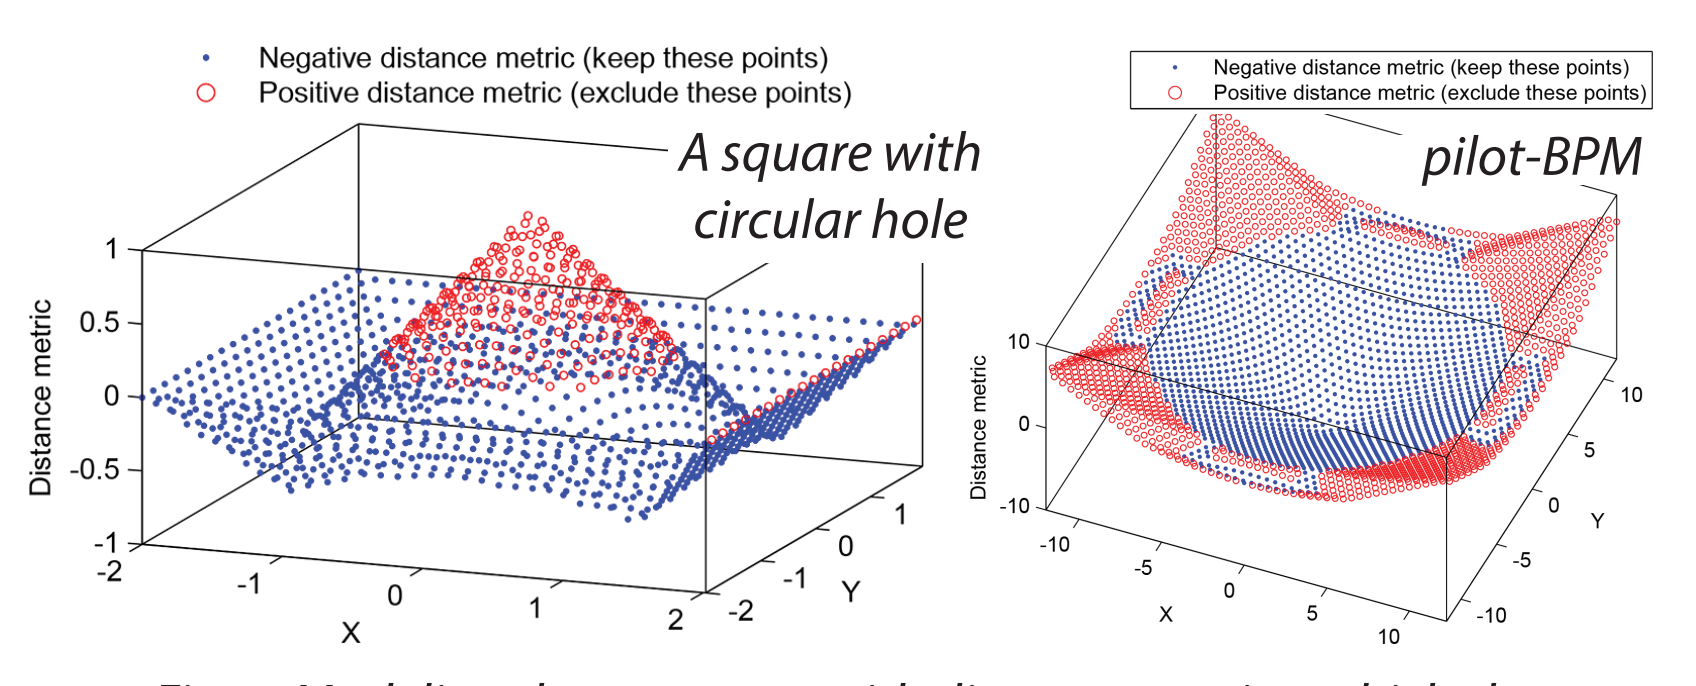 Negative distance metric (keep these points)
Positive distance metric (exclude these points)
A square with
circular hole
1
0.5
0
-0.5
-1
Distance metric
-2
-1
0
1
2
X
-2
-1
0
1
Y
Negative distance metric (keep these points)
Positive distance metric (exclude these points)
pilot-BPM
10
0
-10
Distance metric
-10
-5
0
5
10
X
10
5
0
-5
-10
Y